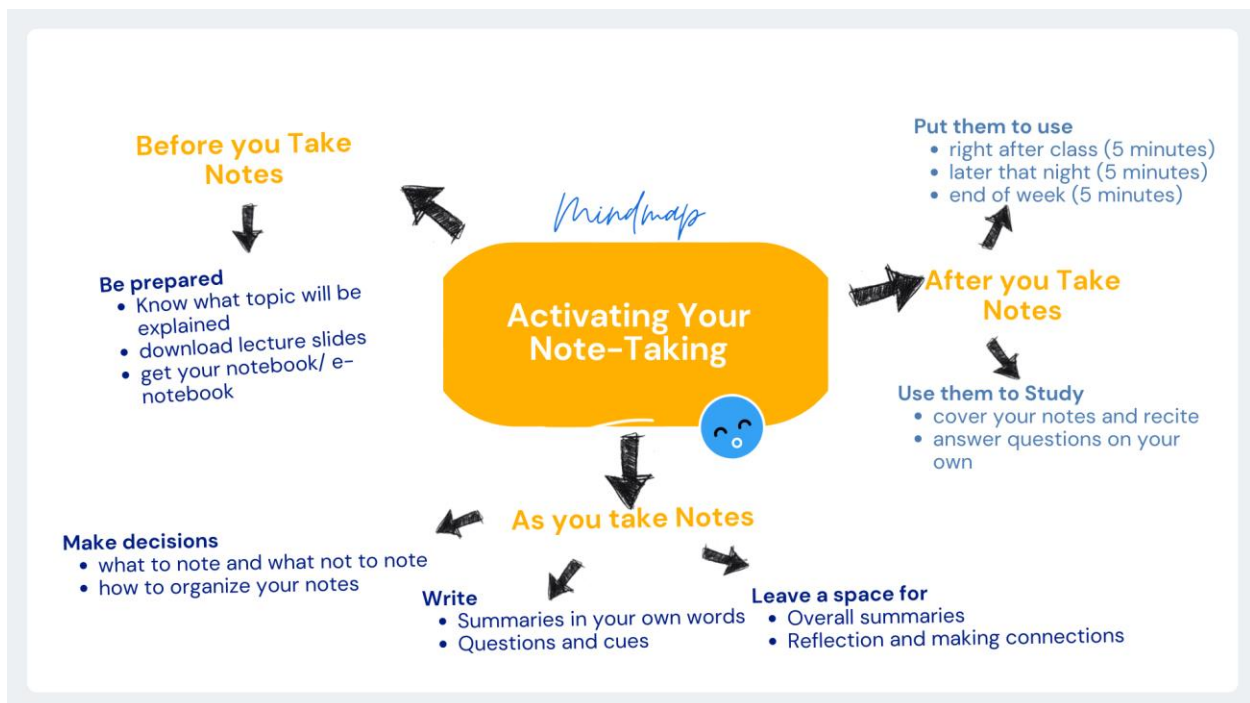 Mindmap
Activating Your
Note-Taking
Before you Take
Notes
Be prepared
• Know what topic will be
explained
• download lecture slides
• get your notebook/ e-
notebook
As you take Notes
Make decisions
• what to note and what not to note
• how to organize your notes
Write
• Summaries in your own words
• Questions and cues
Leave a space for
• Overall summaries
• Reflection and making connections
After you Take
Notes
Put them to use
• right after class (5 minutes)
• later that night (5 minutes)
• end of week (5 minutes)
Use them to Study
• cover your notes and recite
• answer questions on your
own